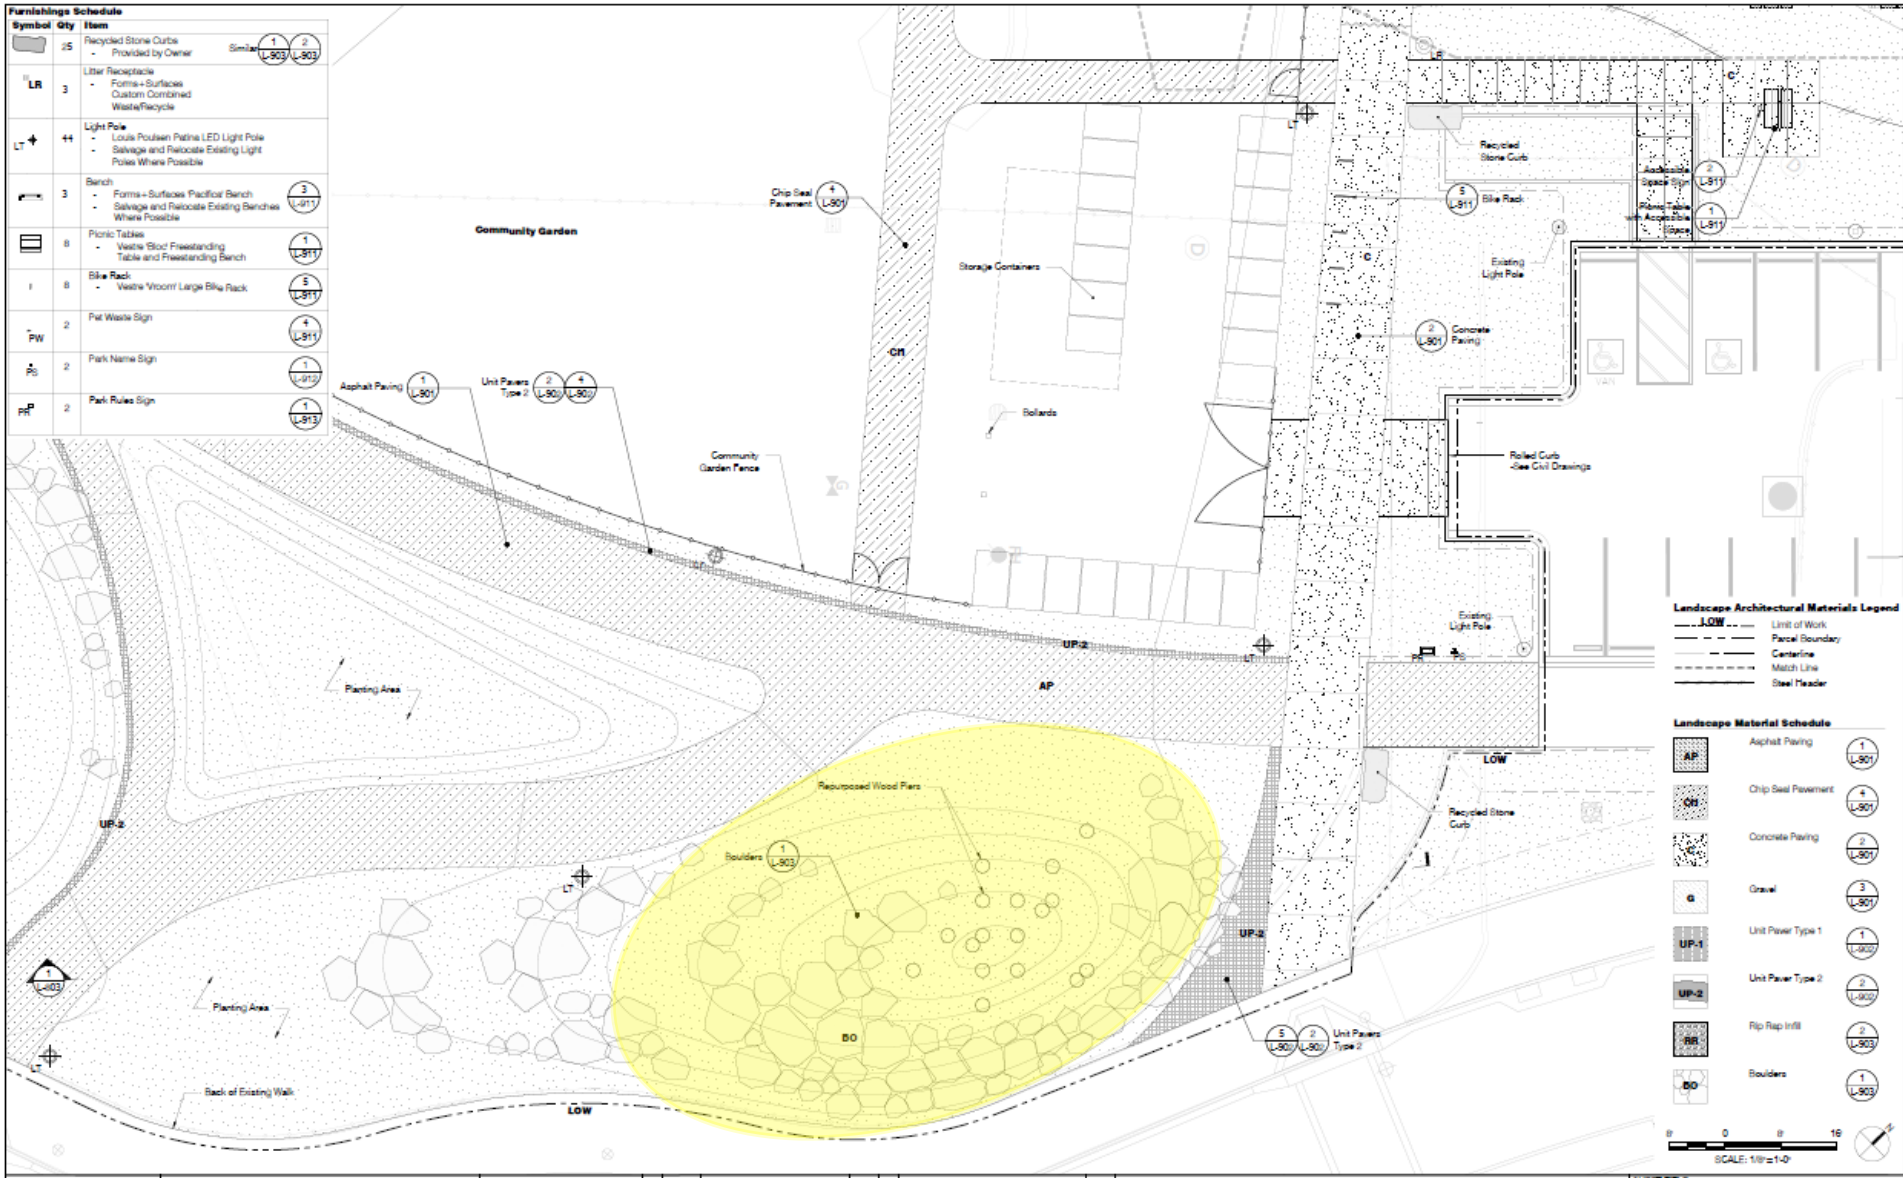 Furnishings Schedule
Symbol Qty Item
25 Recycled Stone Curbs
- Provided by Owner
Similar 1 L-903 2 L-903
LR 3 Litter Receptacle
- Forms+Surfaces
Custom Combined
Waste/Recycle
LT 44 Light Pole
- Louis Poulsen Patina LED Light Pole
- Salvage and Relocate Existing Light
Poles Where Possible
3 Bench
- Forms+Surfaces 'Pacifica' Bench
- Salvage and Relocate Existing Benches
Where Possible
3 L-911
8 Picnic Tables
- Vestre 'Bloc' Freestanding
Table and Freestanding Bench
1 L-911
8 Bike Rack
- Vestre 'Vroom' Large Bike Rack
5 L-911
PW 2 Pet Waste Sign
4 L-911
PS 2 Park Name Sign
1 L-912
PR 2 Park Rules Sign
1 L-913
Community Garden
Chip Seal
Pavement
4 L-901
Storage Containers
CM
Asphalt Paving
1 L-901
Unit Pavers
Type 2
2 L-902 4 L-902
Community
Garden Fence
Bollards
G
D
LT
LR
C
Recycled
Stone Curb
5 L-911 Bike Rack
Accessible
Space Sign
2 L-911
Picnic Table
with Accessible
Space
1 L-911
Existing
Light Pole
C
2 L-901 Concrete
Paving
VAN
Rolled Curb
-See Civil Drawings
Existing
Light Pole
PR PS
LT
UP-2
AP
Planting Area
UP-2
LOW
Recycled Stone
Curb
Repurposed Wood Piers
Boulders
1 L-903
LT
UP-2
BO
5 L-902 2 L-902 Unit Pavers
Type 2
Planting Area
1 L-803
LT
Back of Existing Walk
LOW
Landscape Architectural Materials Legend
LOW Limit of Work
Parcel Boundary
Centerline
Match Line
Steel Header
Landscape Material Schedule
AP Asphalt Paving 1 L-901
CM Chip Seal Pavement 4 L-901
C Concrete Paving 2 L-901
G Gravel 3 L-901
UP-1 Unit Paver Type 1 1 L-902
UP-2 Unit Paver Type 2 2 L-902
RR Rip Rap Infill 2 L-903
BO Boulders 1 L-903
8' 0 8' 16'
SCALE: 1/8"=1'-0"
N